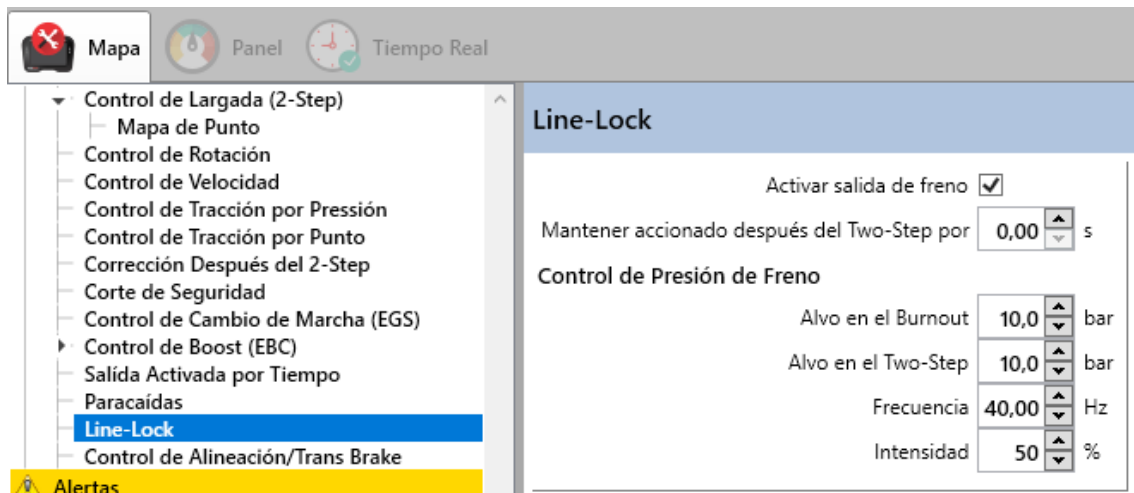 Mapa
Panel
Tiempo Real
Control de Largada (2-Step)
Mapa de Punto
Control de Rotación
Control de Velocidad
Control de Tracción por Pressión
Control de Tracción por Punto
Corrección Después del 2-Step
Corte de Seguridad
Control de Cambio de Marcha (EGS)
Control de Boost (EBC)
Salída Activada por Tiempo
Paracaídas
Line-Lock
Control de Alineación/Trans Brake
Alertas
Line-Lock
Activar salida de freno
Mantener accionado después del Two-Step por 0,00 s
Control de Presión de Freno
Alvo en el Burnout 10,0 bar
Alvo en el Two-Step 10,0 bar
Frecuencia 40,00 Hz
Intensidad 50 %